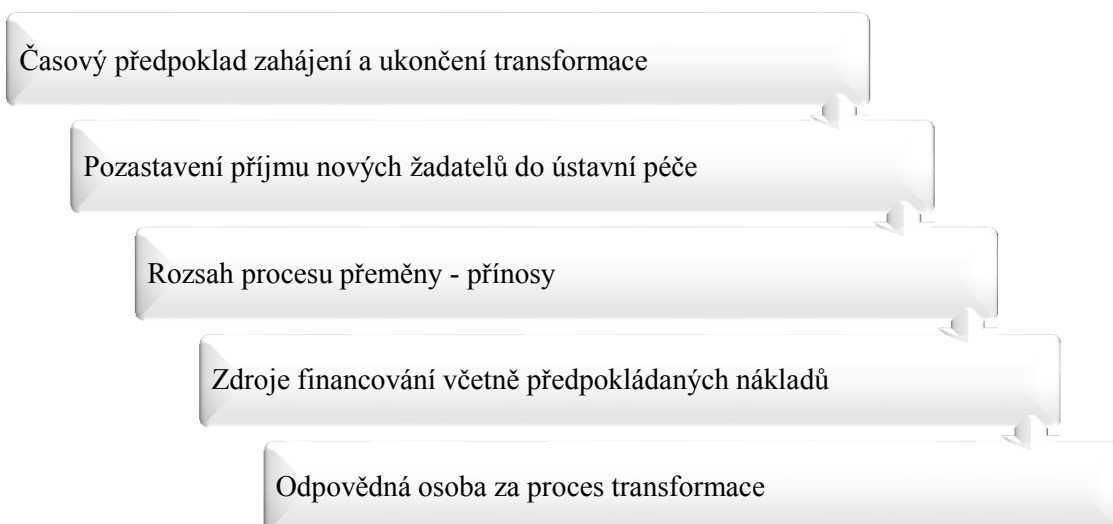 Časový předpoklad zahájení a ukončení transformace
Pozastavení příjmu nových žadatelů do ústavní péče
Rozsah procesu přeměny - přínosy
Zdroje financování včetně předpokládaných nákladů
Odpovědná osoba za proces transformace